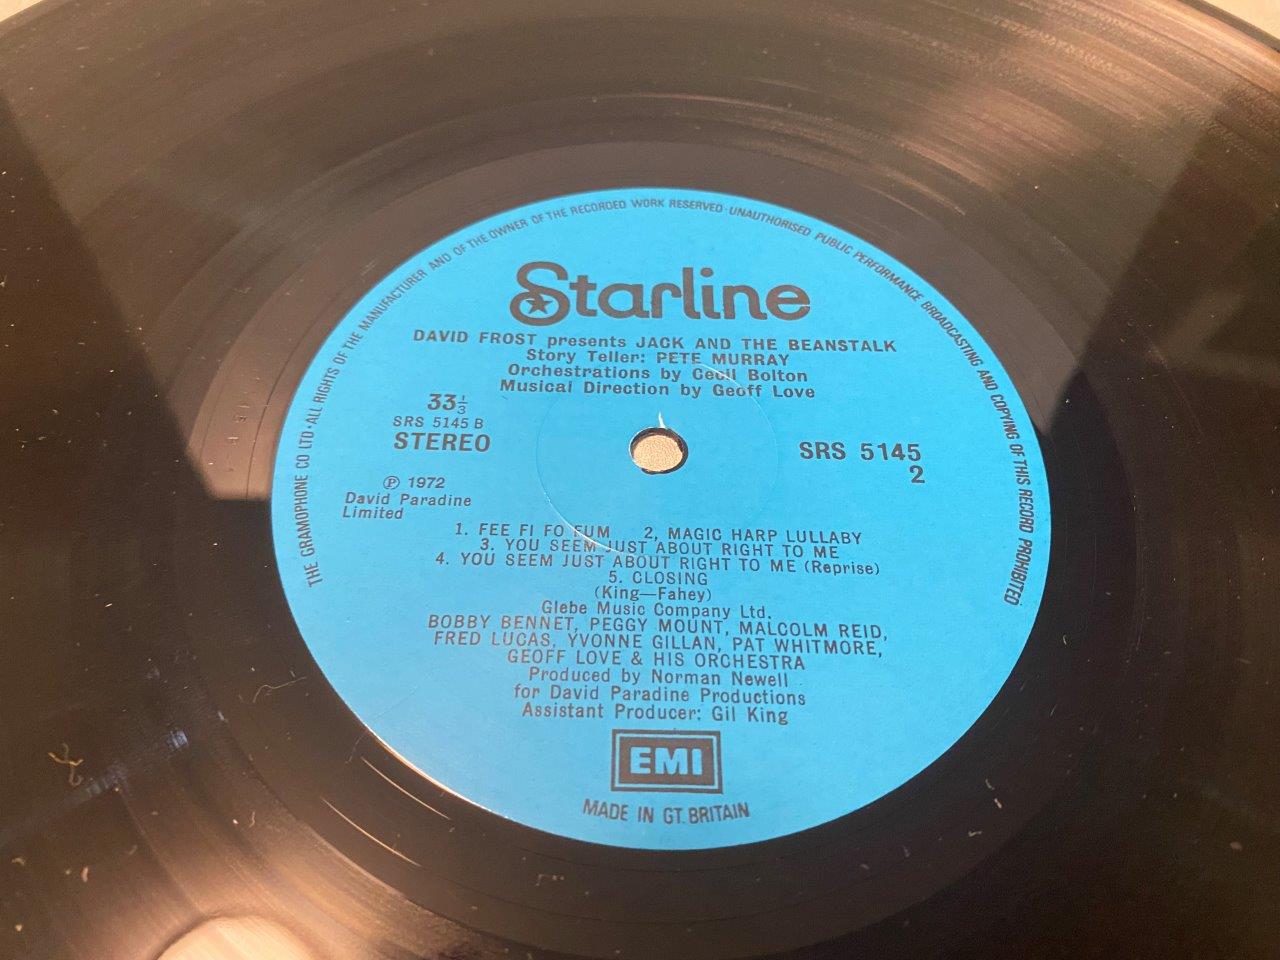 THE GRAMOPHONE CO LTD · ALL RIGHTS OF THE MANUFACTURER AND OF THE OWNER OF THE RECORDED WORK RESERVED · UNAUTHORISED PUBLIC PERFORMANCE BROADCASTING AND COPYING OF THIS RECORD PROHIBITED
Starline
DAVID FROST presents JACK AND THE BEANSTALK
Story Teller: PETE MURRAY
Orchestrations by Cecil Bolton
Musical Direction by Geoff Love
33⅓
SRS 5145 B
STEREO
SRS 5145
2
℗ 1972
David Paradine
Limited
1. FEE FI FO FUM 2, MAGIC HARP LULLABY
3. YOU SEEM JUST ABOUT RIGHT TO ME
4. YOU SEEM JUST ABOUT RIGHT TO ME (Reprise)
5. CLOSING
(King—Fahey)
Glebe Music Company Ltd.
BOBBY BENNET, PEGGY MOUNT, MALCOLM REID,
FRED LUCAS, YVONNE GILLAN, PAT WHITMORE,
GEOFF LOVE & HIS ORCHESTRA
Produced by Norman Newell
for David Paradine Productions
Assistant Producer: Gil King
EMI
MADE IN GT. BRITAIN